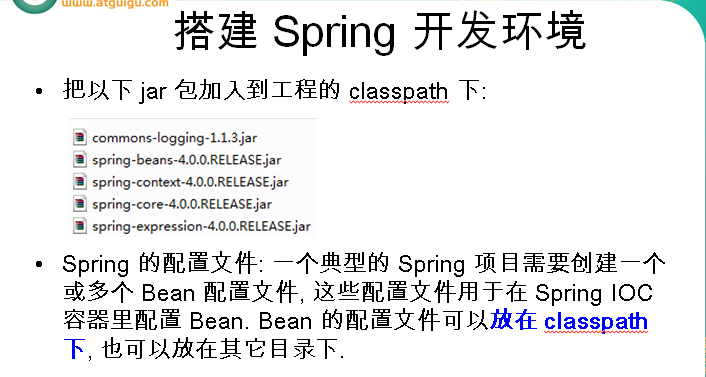 www.atguigu.com
搭建 Spring 开发环境
• 把以下 jar 包加入到工程的 classpath 下:
commons-logging-1.1.3.jar
spring-beans-4.0.0.RELEASE.jar
spring-context-4.0.0.RELEASE.jar
spring-core-4.0.0.RELEASE.jar
spring-expression-4.0.0.RELEASE.jar
• Spring 的配置文件: 一个典型的 Spring 项目需要创建一个
或多个 Bean 配置文件, 这些配置文件用于在 Spring IOC
容器里配置 Bean. Bean 的配置文件可以放在 classpath
下, 也可以放在其它目录下.